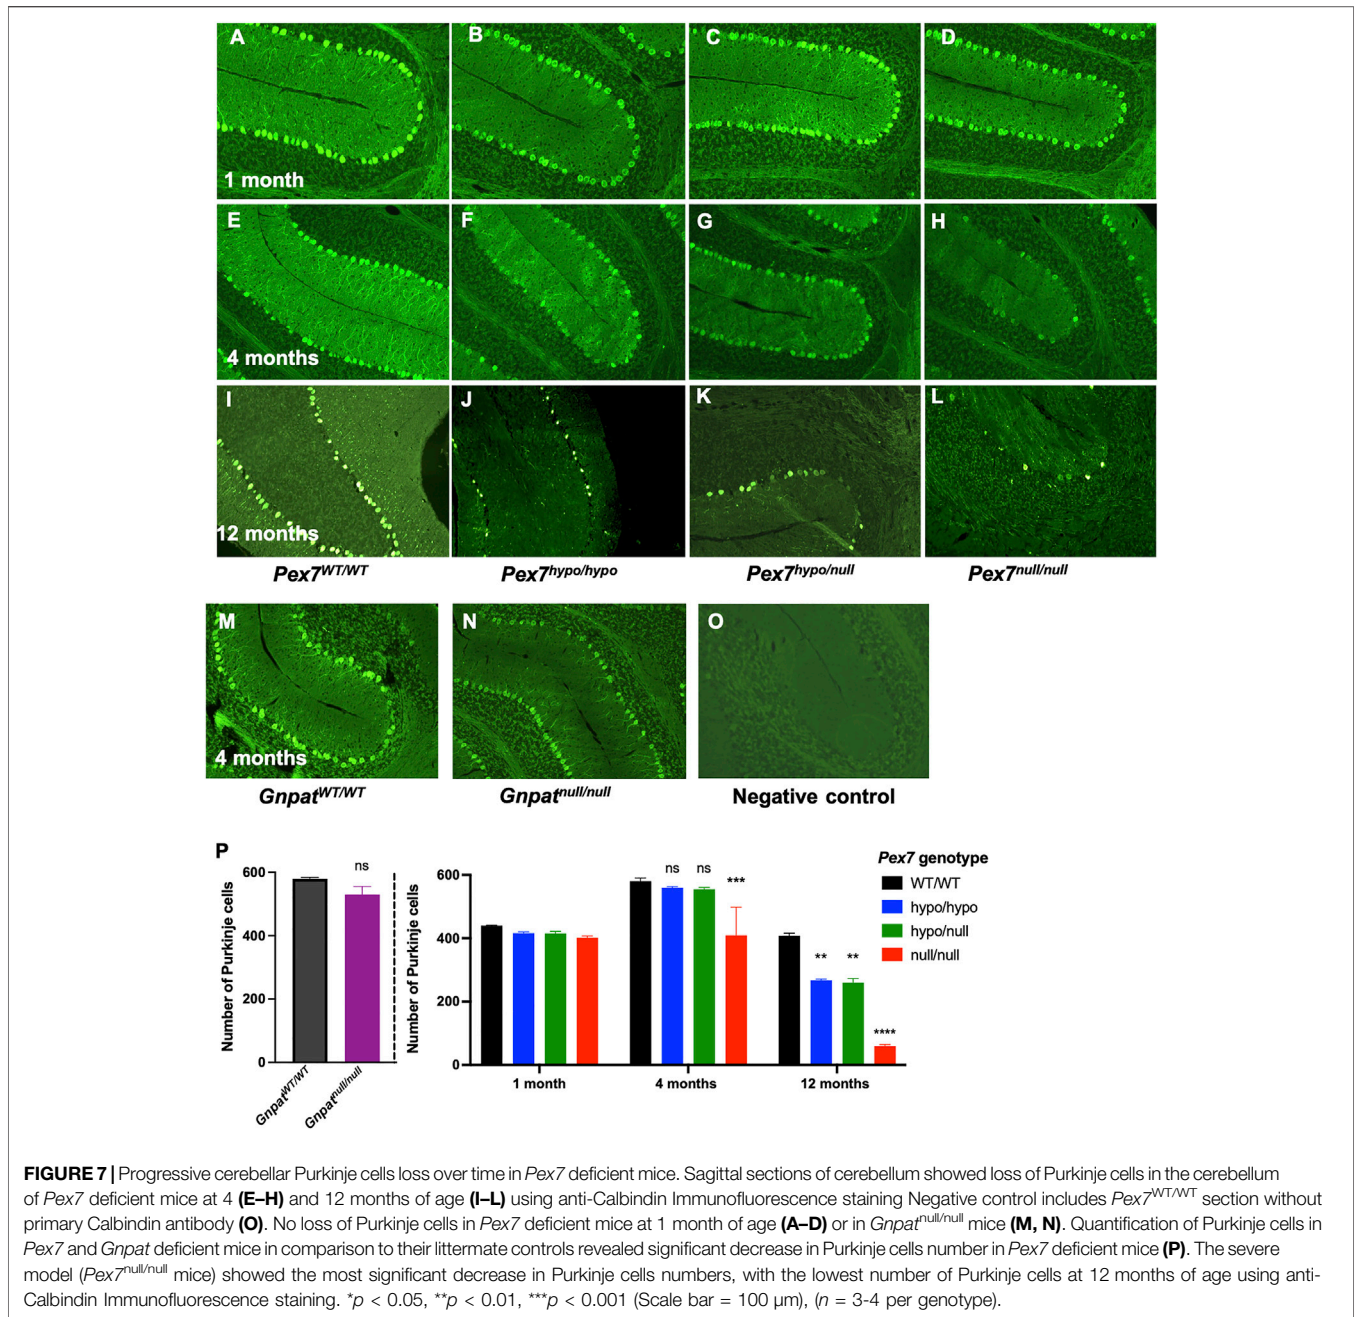 A
B
C
D
1 month
E
F
G
H
4 months
I
J
K
L
12 months
Pex7WT/WT
Pex7hypo/hypo
Pex7hypo/null
Pex7null/null
M
N
O
4 months
GnpatWT/WT
Gnpatnull/null
Negative control
P
Number of Purkinje cells
600
400
200
0
ns
GnpatWT/WT
Gnpatnull/null
Number of Purkinje cells
600
400
200
0
ns
ns
***
**
**
****
1 month
4 months
12 months
Pex7 genotype
WT/WT
hypo/hypo
hypo/null
null/null
FIGURE 7 | Progressive cerebellar Purkinje cells loss over time in Pex7 deficient mice. Sagittal sections of cerebellum showed loss of Purkinje cells in the cerebellum
of Pex7 deficient mice at 4 (E–H) and 12 months of age (I–L) using anti-Calbindin Immunofluorescence staining Negative control includes Pex7WT/WT section without
primary Calbindin antibody (O). No loss of Purkinje cells in Pex7 deficient mice at 1 month of age (A–D) or in Gnpatnull/null mice (M, N). Quantification of Purkinje cells in
Pex7 and Gnpat deficient mice in comparison to their littermate controls revealed significant decrease in Purkinje cells number in Pex7 deficient mice (P). The severe
model (Pex7null/null mice) showed the most significant decrease in Purkinje cells numbers, with the lowest number of Purkinje cells at 12 months of age using anti-
Calbindin Immunofluorescence staining. *p < 0.05, **p < 0.01, ***p < 0.001 (Scale bar = 100 µm), (n = 3-4 per genotype).